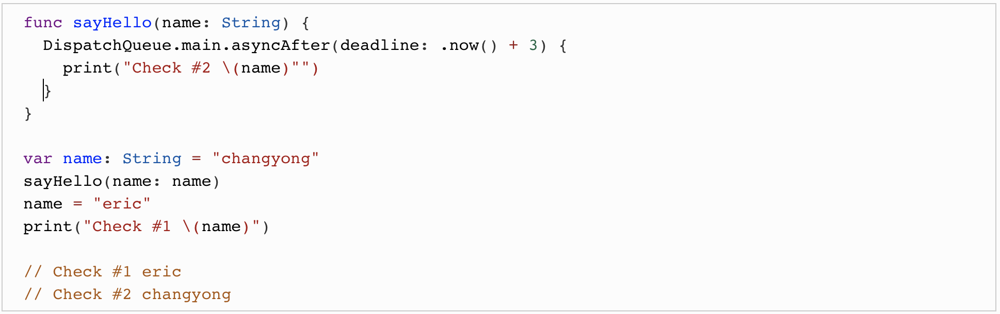 func sayHello(name: String) {
  DispatchQueue.main.asyncAfter(deadline: .now() + 3) {
    print("Check #2 \(name)"")
  }
}

var name: String = "changyong"
sayHello(name: name)
name = "eric"
print("Check #1 \(name)")

// Check #1 eric
// Check #2 changyong